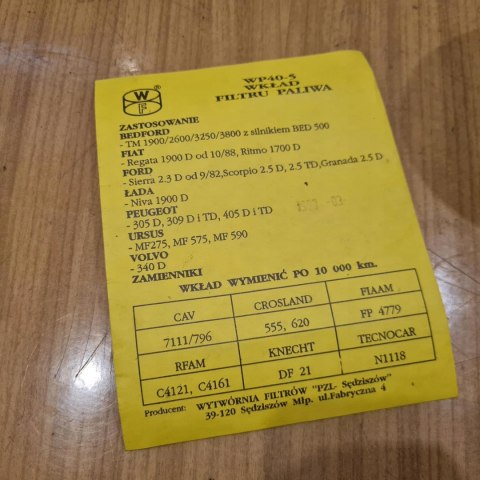 W
F
WP40-5
WKŁAD
FILTRU PALIWA
ZASTOSOWANIE
BEDFORD
- TM 1900/2600/3250/3800 z silnikiem BED 500
FIAT
- Regata 1900 D od 10/88, Ritmo 1700 D
FORD
- Sierra 2.3 D od 9/82,Scorpio 2.5 D, 2.5 TD,Granada 2.5 D
ŁADA
- Niva 1900 D
PEUGEOT
- 305 D, 309 D i TD, 405 D i TD
URSUS
- MF275, MF 575, MF 590
VOLVO
- 340 D
ZAMIENNIKI
WKŁAD WYMIENIĆ PO 10 000 km.
CAV CROSLAND FIAAM
7111/796 555, 620 FP 4779
RFAM KNECHT TECNOCAR
C4121, C4161 DF 21 N1118
Producent: WYTWÓRNIA FILTRÓW "PZL- Sędziszów"
39-120 Sędziszów Młp. ul.Fabryczna 4